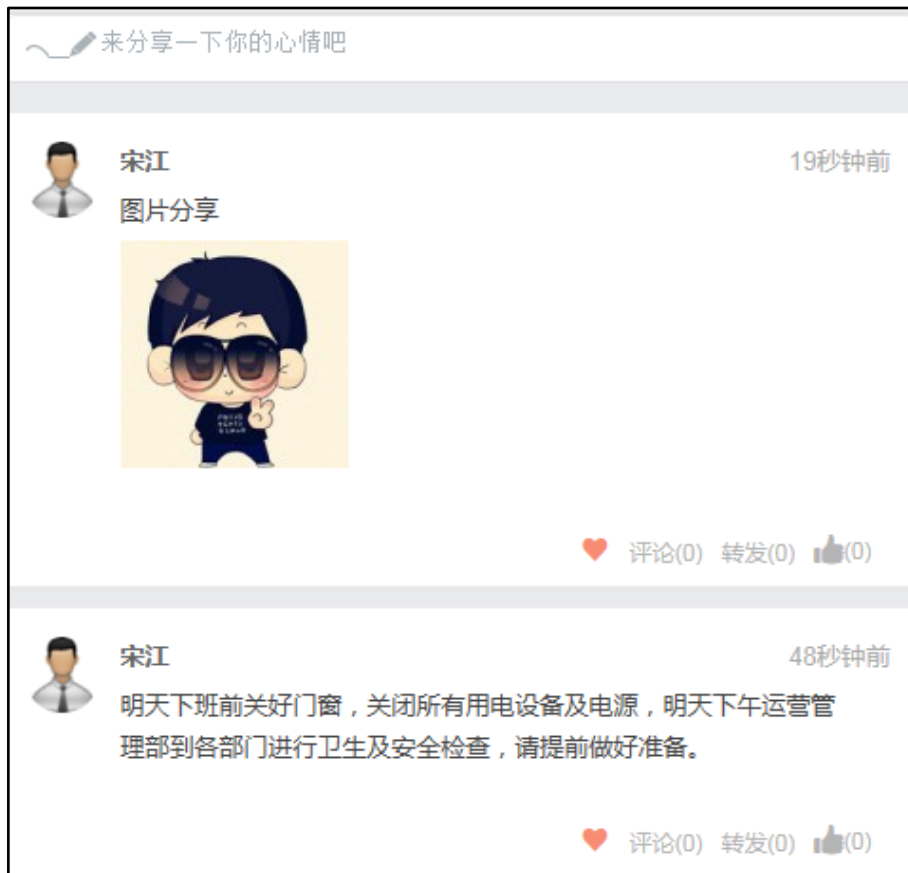 来分享一下你的心情吧
宋江
19秒钟前
图片分享
评论(0) 转发(0) (0)
宋江
48秒钟前
明天下班前关好门窗，关闭所有用电设备及电源，明天下午运营管
理部到各部门进行卫生及安全检查，请提前做好准备。
评论(0) 转发(0) (0)